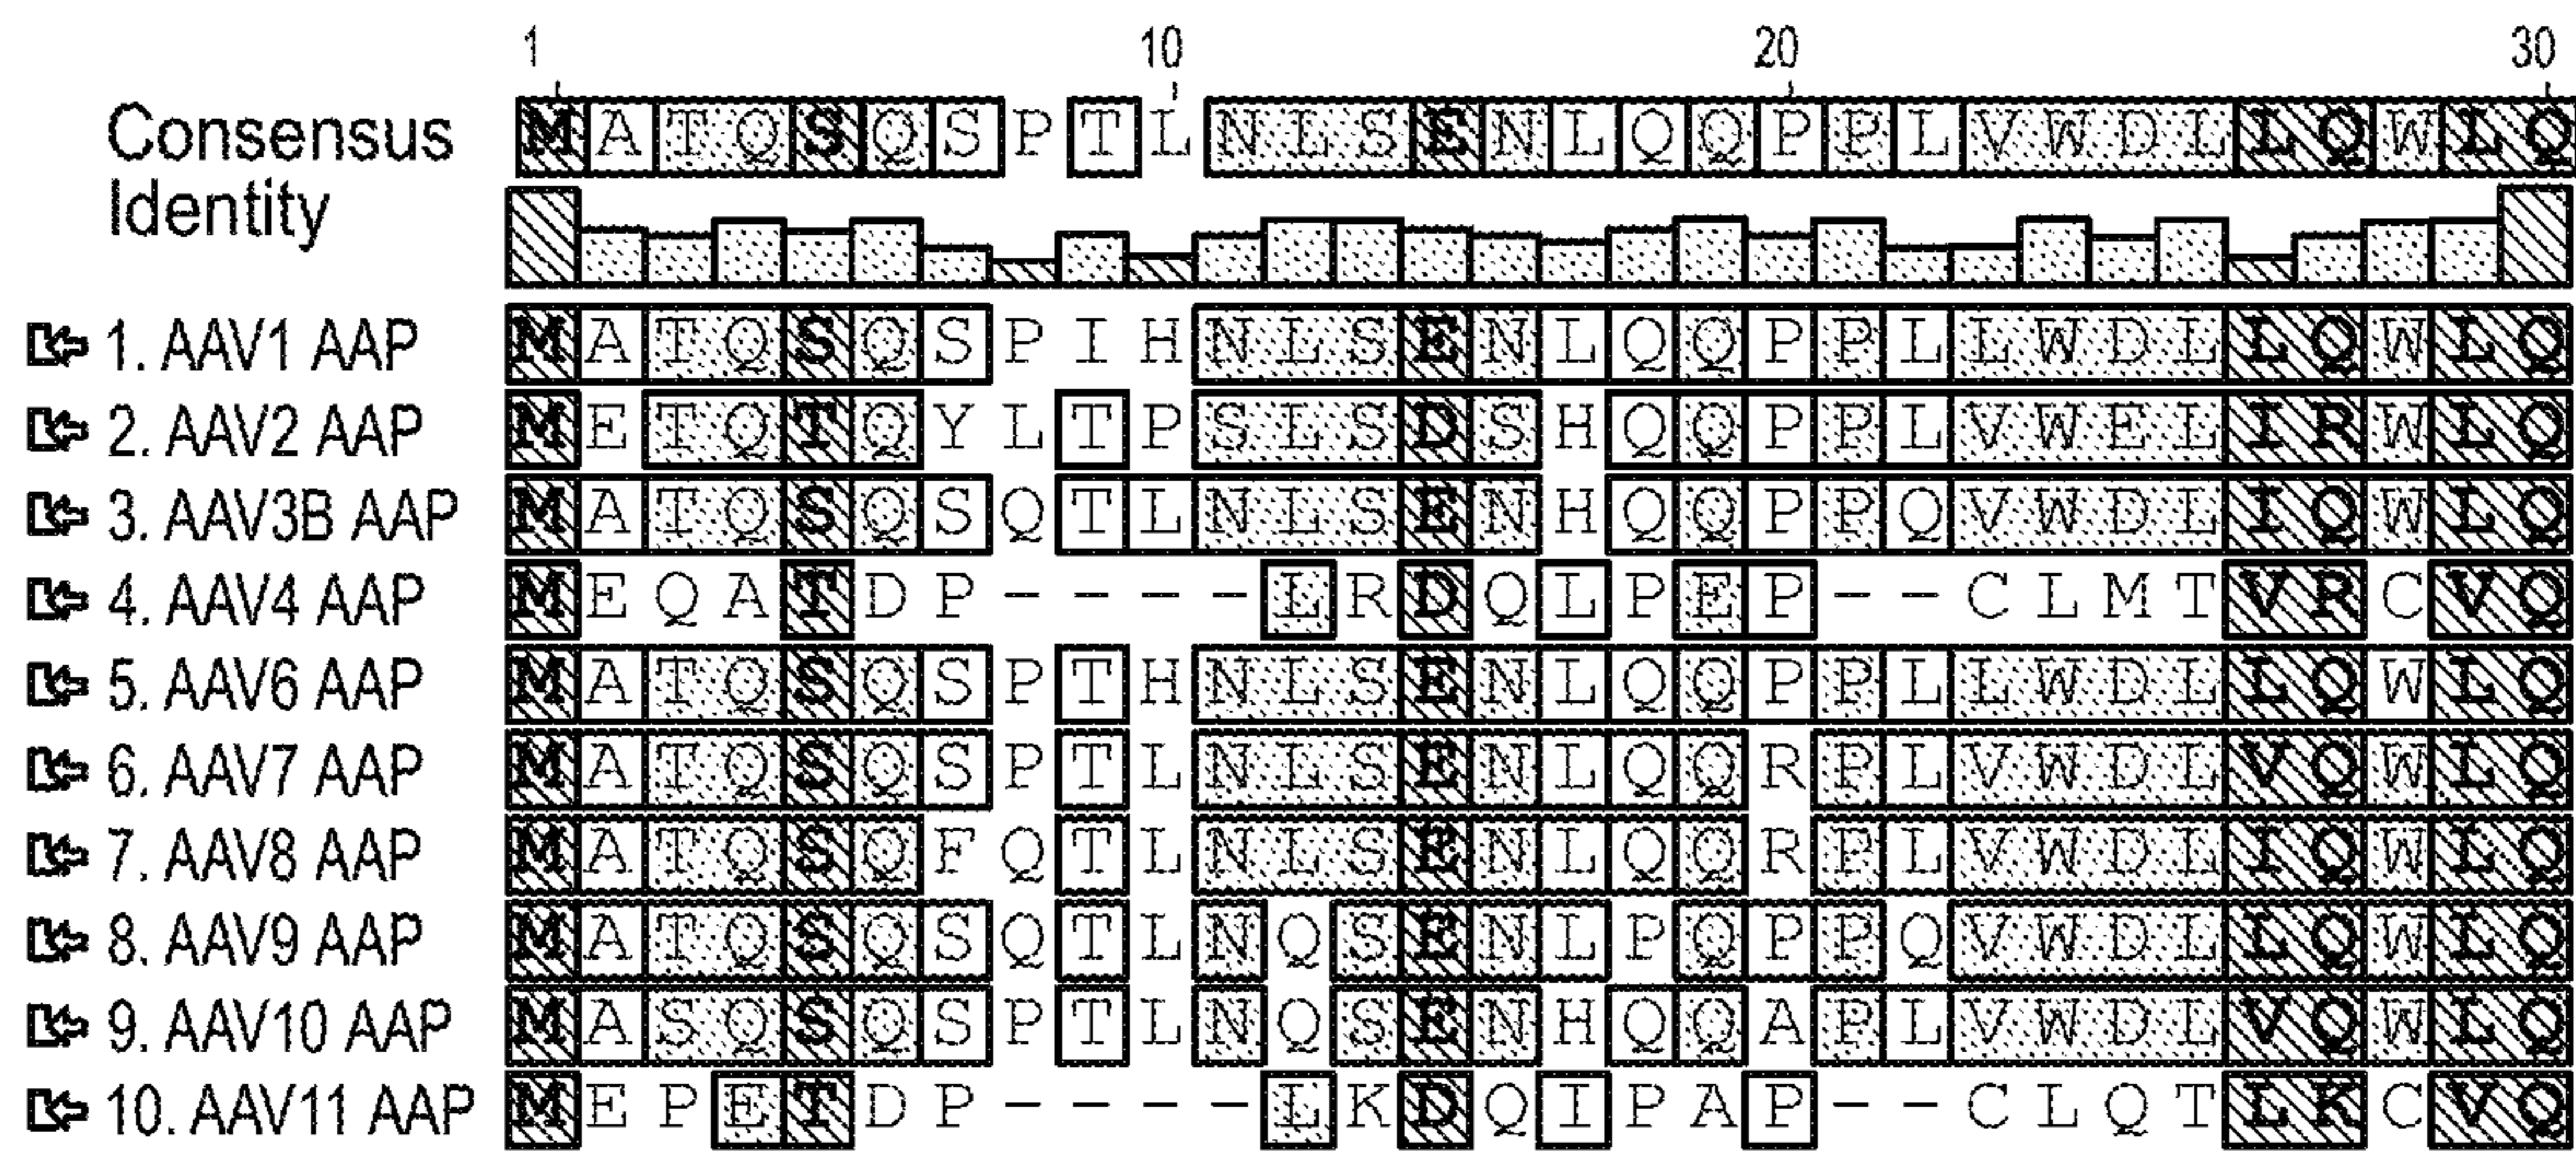 1 10 20 30
Consensus M A T Q S Q S P T L N L S E N L Q Q P P L V W D L L Q W L Q
Identity
1. AAV1 AAP M A T Q S Q S P I H N L S E N L Q Q P P L L W D L L Q W L Q
2. AAV2 AAP M E T Q T Q Y L T P S L S D S H Q Q P P L V W E L I R W L Q
3. AAV3B AAP M A T Q S Q S Q T L N L S E N H Q Q P P Q V W D L I Q W L Q
4. AAV4 AAP M E Q A T D P - - - - L R D Q L P E P - - C L M T V R C V Q
5. AAV6 AAP M A T Q S Q S P T H N L S E N L Q Q P P L L W D L L Q W L Q
6. AAV7 AAP M A T Q S Q S P T L N L S E N L Q Q R P L V W D L V Q W L Q
7. AAV8 AAP M A T Q S Q F Q T L N L S E N L Q Q R P L V W D L I Q W L Q
8. AAV9 AAP M A T Q S Q S Q T L N Q S E N L P Q P P Q V W D L L Q W L Q
9. AAV10 AAP M A S Q S Q S P T L N Q S E N H Q Q A P L V W D L V Q W L Q
10. AAV11 AAP M E P E T D P - - - - L K D Q I P A P - - C L Q T L K C V Q